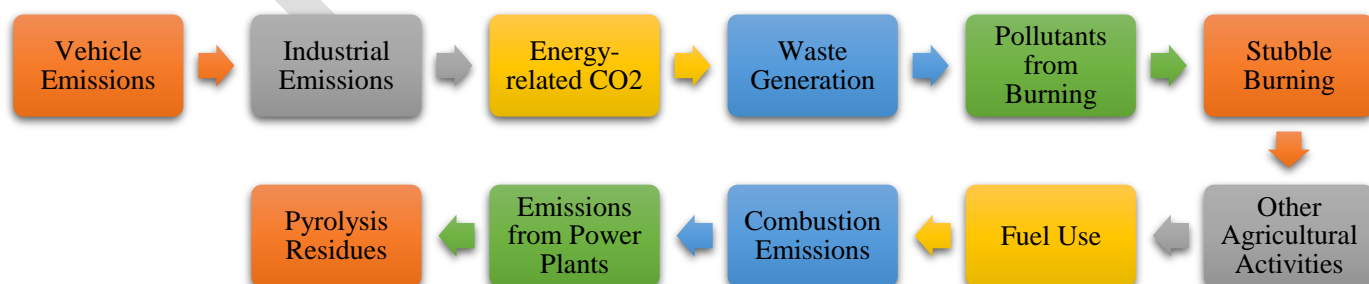 Vehicle
Emissions
Industrial
Emissions
Energy-
related CO2
Waste
Generation
Pollutants
from
Burning
Stubble
Burning
Other
Agricultural
Activities
Fuel Use
Combustion
Emissions
Emissions
from Power
Plants
Pyrolysis
Residues